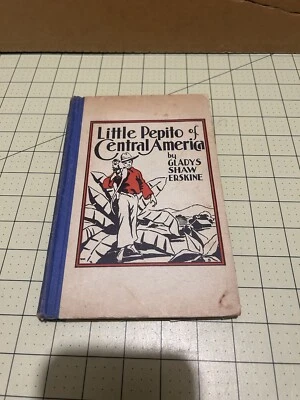 Little Pepito of
Central America
by
GLADYS
SHAW
ERSKINE